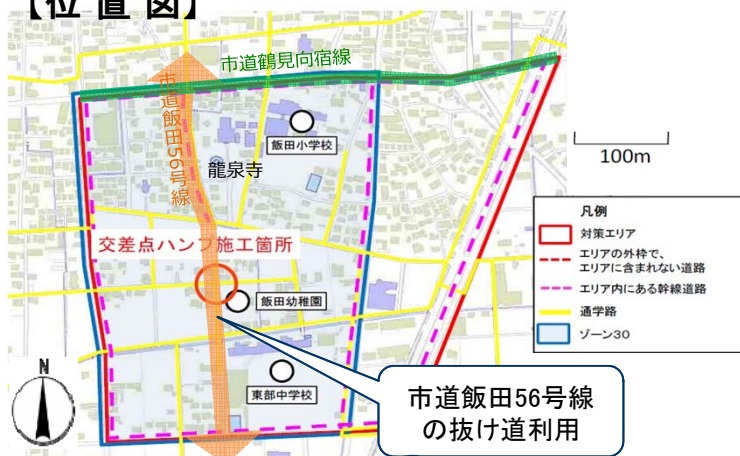 【位置図】
市道鶴見向宿線
市道飯田56号線
飯田小学校
龍泉寺
100m
交差点ハンプ施工箇所
飯田幼稚園
東部中学校
凡例
対策エリア
エリアの外枠で、
エリアに含まれない道路
エリア内にある幹線道路
通学路
ゾーン30
N
市道飯田56号線
の抜け道利用